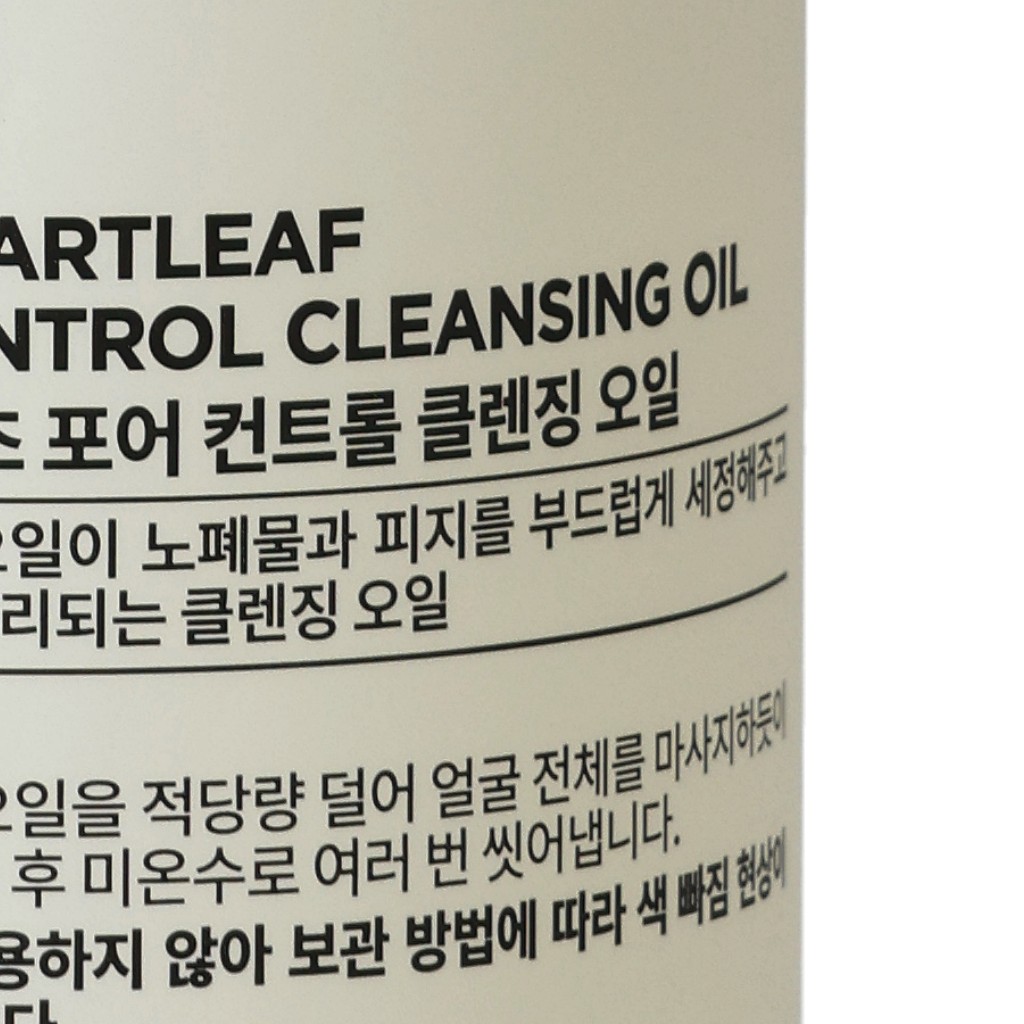 ARTLEAF
NTROL CLEANSING OIL
포어 컨트롤 클렌징 오일
오일이 노폐물과 피지를 부드럽게 세정해주고
리되는 클렌징 오일
오일을 적당량 덜어 얼굴 전체를 마사지하듯이
후 미온수로 여러 번 씻어냅니다.
용하지 않아 보관 방법에 따라 색 빠짐 현상이